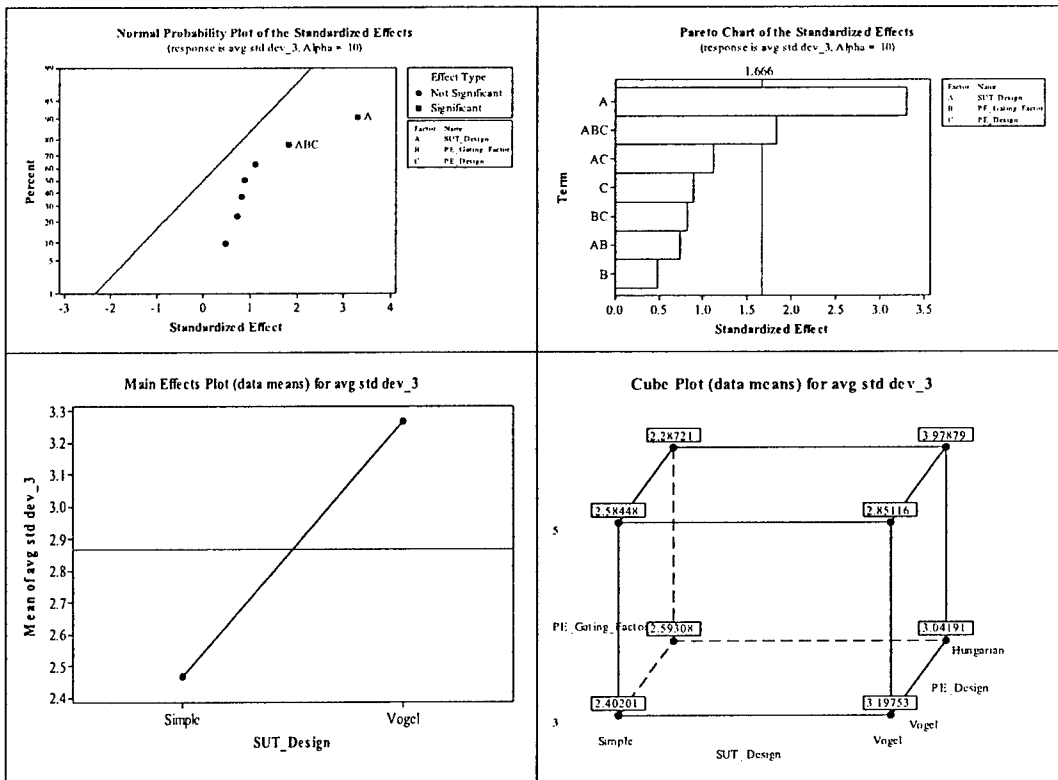 Normal Probability Plot of the Standardized Effects
(response is avg std dev_3, Alpha = .10)
Percent
99
95
90
80
70
60
50
40
30
20
10
5
1
A
ABC
-3
-2
-1
0
1
2
3
4
Standardized Effect
Effect Type
Not Significant
Significant
Factor Name
A SUT_Design
B PE_Gating_Factor
C PE_Design
Pareto Chart of the Standardized Effects
(response is avg std dev_3, Alpha = .10)
1.666
Term
A
ABC
AC
C
BC
AB
B
0.0
0.5
1.0
1.5
2.0
2.5
3.0
3.5
Standardized Effect
Factor Name
A SUT_Design
B PE_Gating_Factor
C PE_Design
Main Effects Plot (data means) for avg std dev_3
Mean of avg std dev_3
3.3
3.2
3.1
3.0
2.9
2.8
2.7
2.6
2.5
2.4
Simple
Vogel
SUT_Design
Cube Plot (data means) for avg std dev_3
2.28721
3.97879
2.58448
2.85116
5
PE_Gating_Factor
2.59308
3.04191
Hungarian
PE_Design
2.40201
3.19753
3
Vogel
Simple
Vogel
SUT_Design